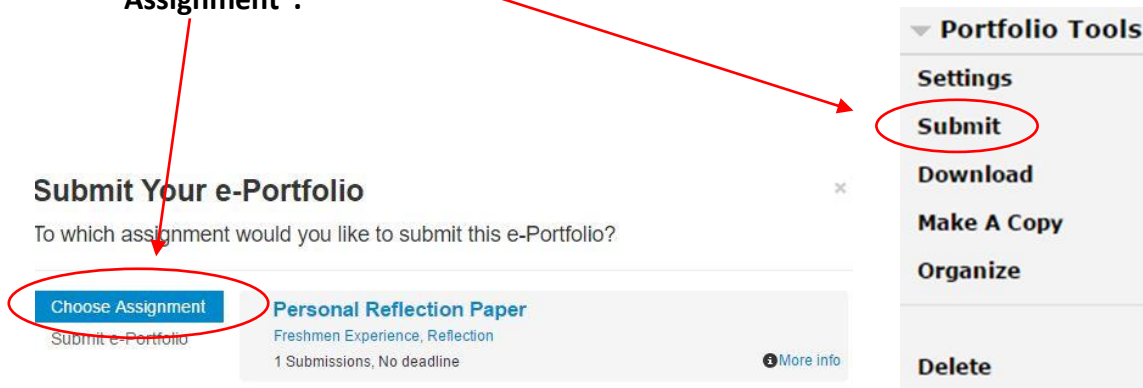 Assignment".
Portfolio Tools
Settings
Submit
Download
Make A Copy
Organize
Delete
Submit Your e-Portfolio
×
To which assignment would you like to submit this e-Portfolio?
Choose Assignment
Submit e-Portfolio
Personal Reflection Paper
Freshmen Experience, Reflection
1 Submissions, No deadline
More info